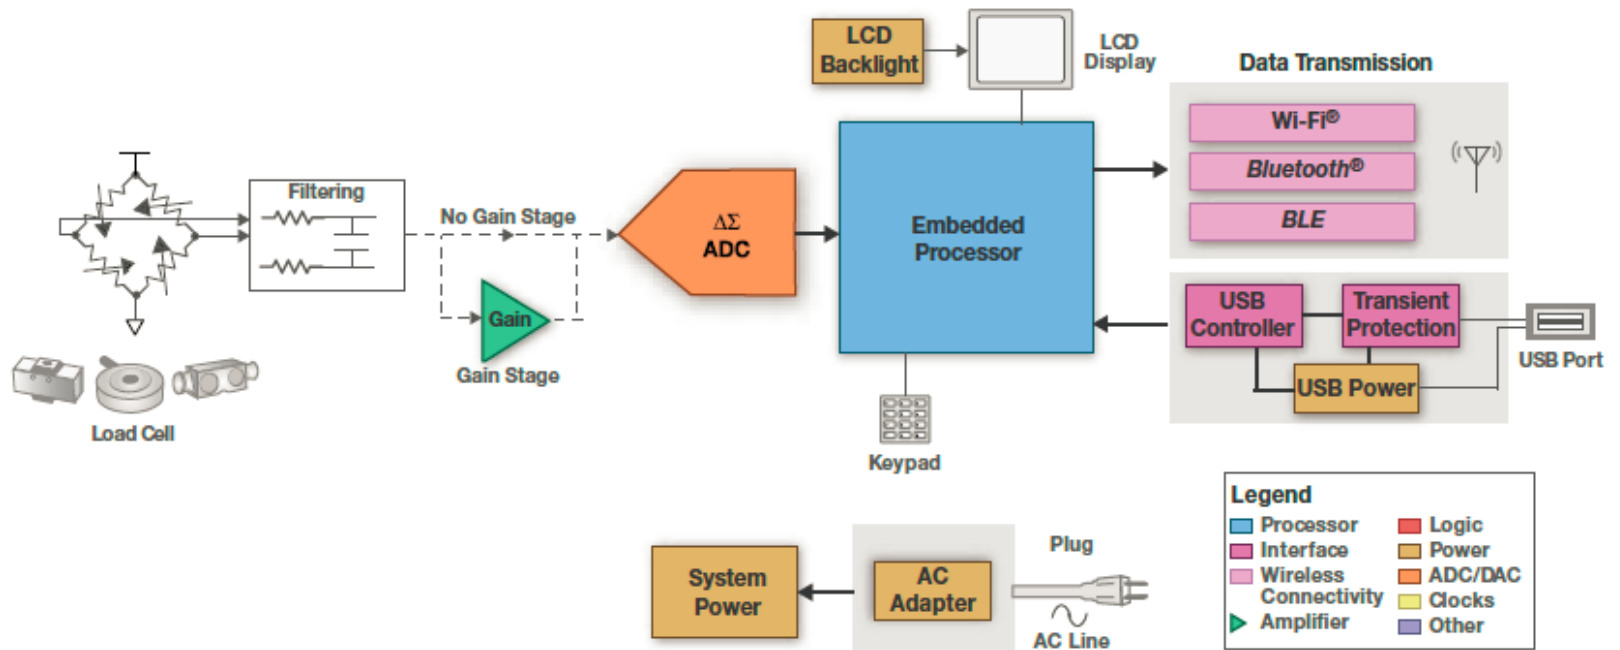 LCD
Backlight
LCD
Display
Data Transmission
Wi-Fi®
Bluetooth®
BLE
Filtering
No Gain Stage
ΔΣ
ADC
Embedded
Processor
Gain
Gain Stage
Load Cell
USB
Controller
Transient
Protection
USB Power
USB Port
Keypad
System
Power
AC
Adapter
Plug
AC Line
Legend
Processor
Interface
Wireless
Connectivity
Amplifier
Logic
Power
ADC/DAC
Clocks
Other